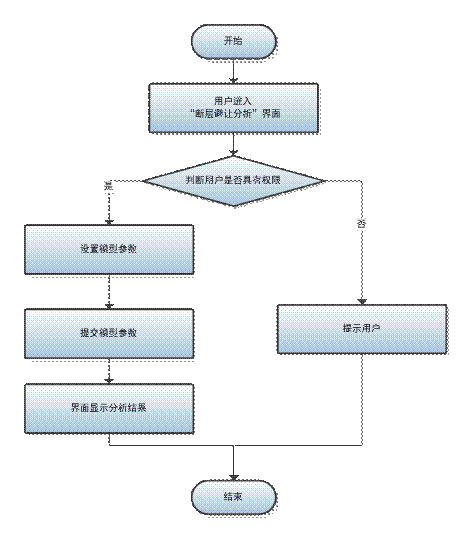 开始
用户进入
“断层避让分析”界面
判断用户是否具有权限
是
否
设置模型参数
提交模型参数
提示用户
界面显示分析结果
结束